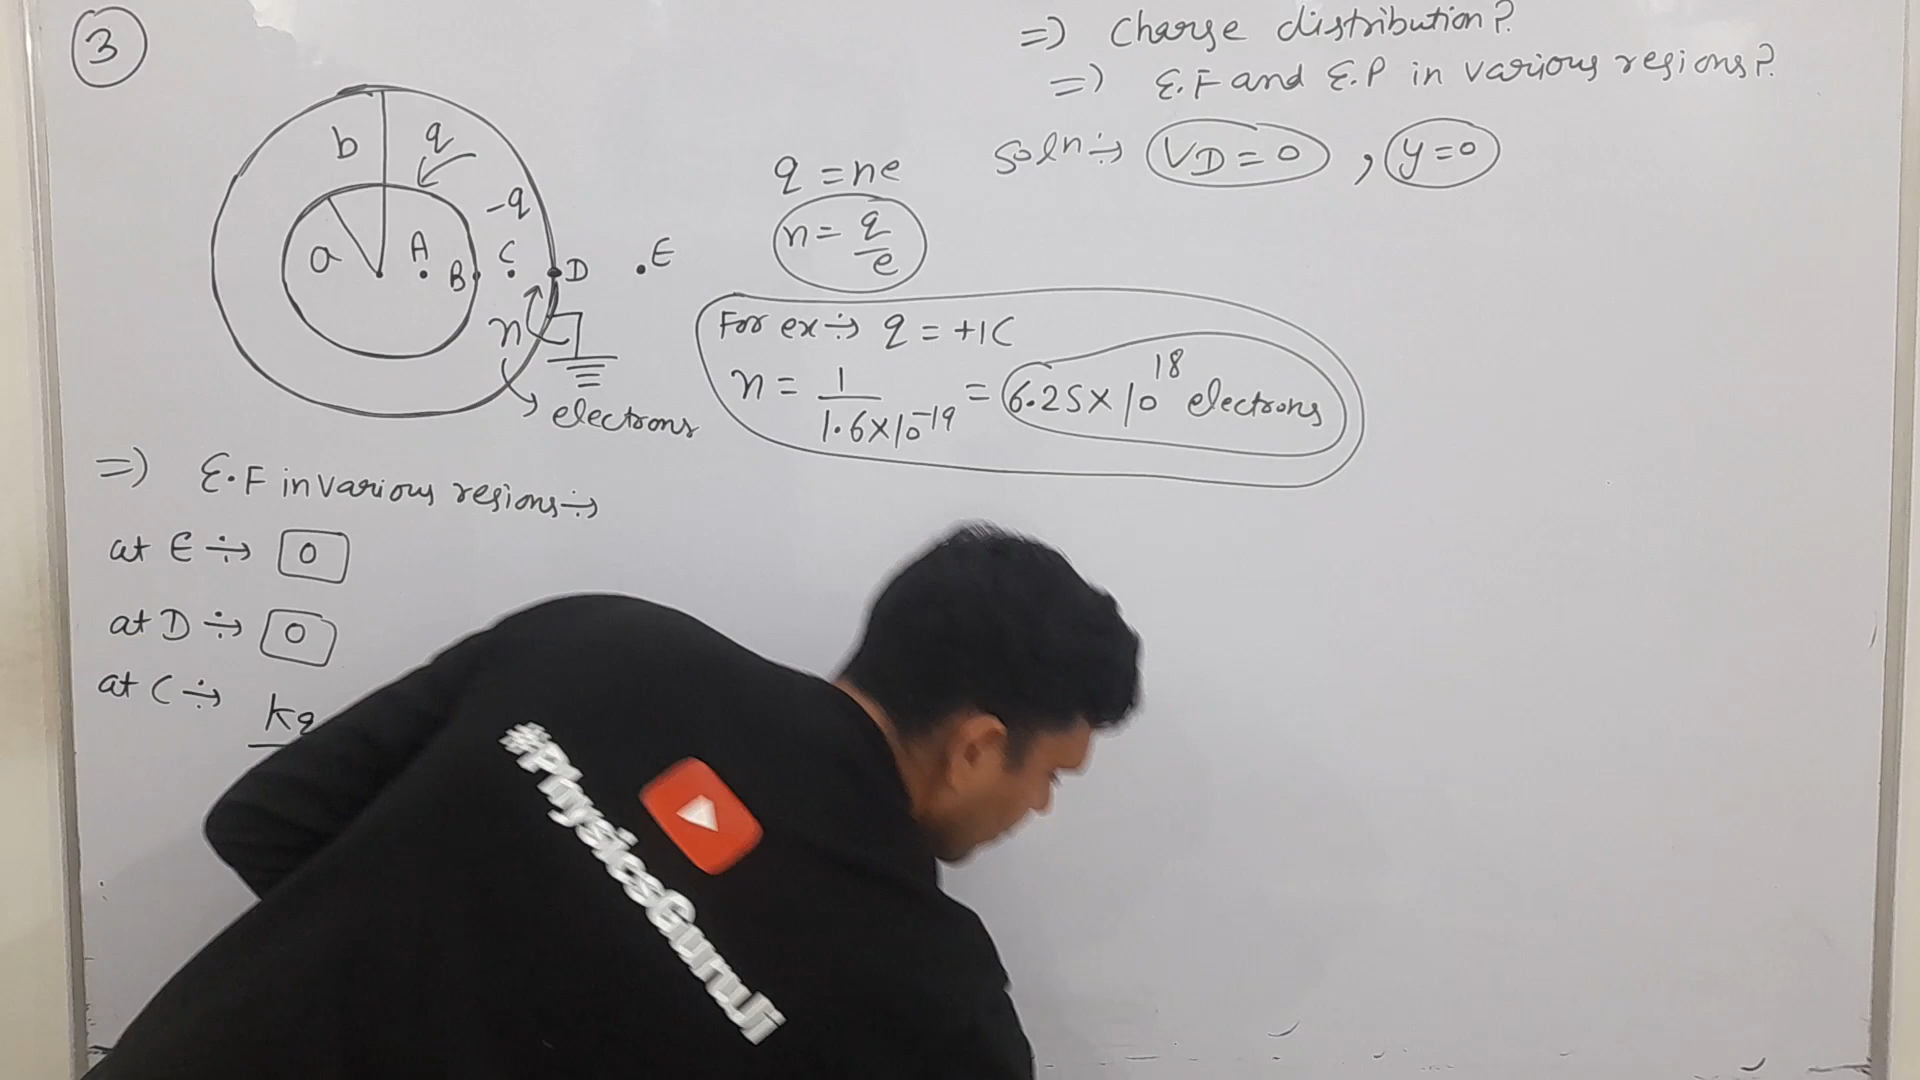 3
=) Charge distribution?
=) E.F and E.P in various regions?
Soln÷) VD = 0 , y=0
b
q
-q
a
A
B
C
D
.E
n
electrons
q = ne
n = q/e
For ex÷) q = +1C
n = 1/1.6×10^-19 = 6.25×10^18 electrons
=) E.F in various regions÷)
at E ÷) 0
at D ÷) 0
at C ÷) Kq
#PhysicsGuruJi